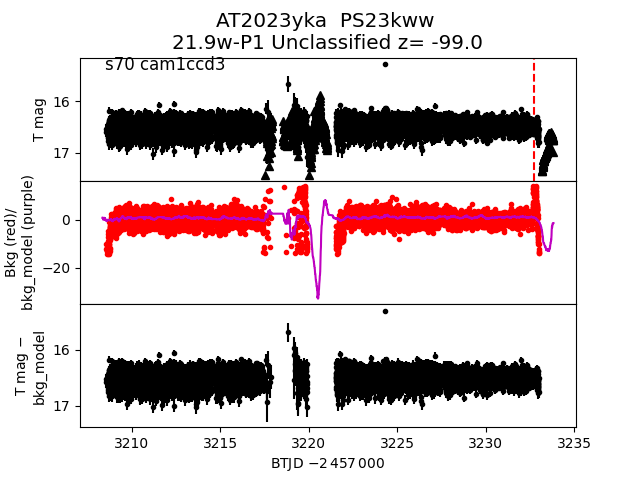 AT2023yka  PS23kww
21.9w-P1 Unclassified z= -99.0
s70 cam1ccd3
T mag
16
17
Bkg (red)/
bkg_model (purple)
0
−20
T mag −
bkg_model
16
17
3210 3215 3220 3225 3230 3235
BTJD −2 457 000